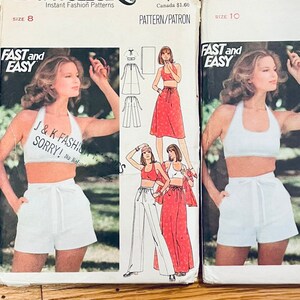 SIZE 8
Instant Fashion Patterns
Canada $1.60
PATTERN/PATRON
FAST and
EASY
J & K FASHI
SORRY!
SIZE 10
FAST and
EASY